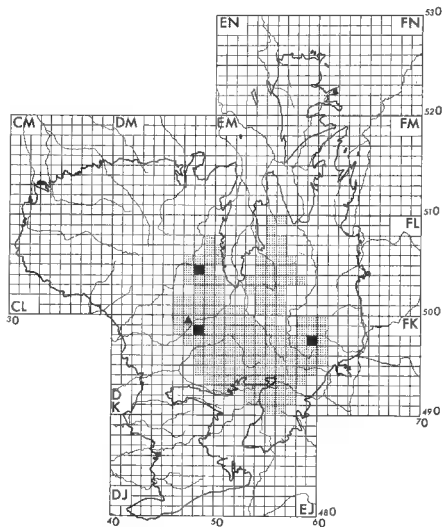 EN FN 53⁰
52⁰
CM DM EM FM
51⁰
FL
CL 50⁰
30 FK
D
K 49⁰
70
DJ EJ 48⁰
40 50 60